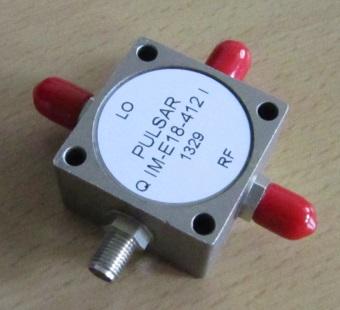 LO
PULSAR
Q IM-E18-412 I
1329
RF